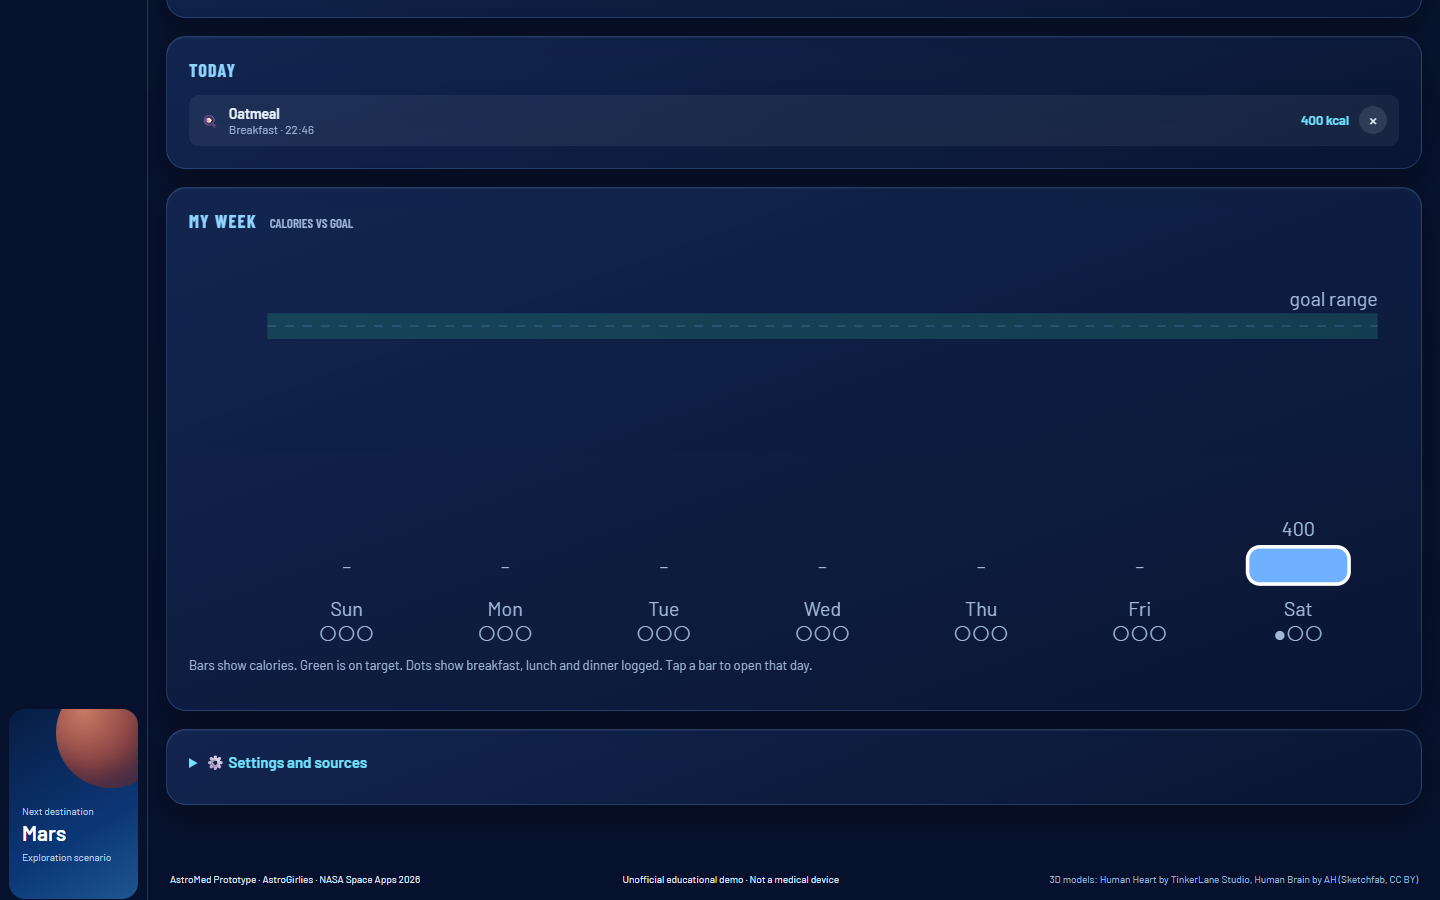 TODAY
Oatmeal
Breakfast · 22:46
400 kcal ×
MY WEEK CALORIES VS GOAL
goal range
400
– – – – – –
Sun Mon Tue Wed Thu Fri Sat
Bars show calories. Green is on target. Dots show breakfast, lunch and dinner logged. Tap a bar to open that day.
Settings and sources
Next destination
Mars
Exploration scenario
AstroMed Prototype · AstroGirlies · NASA Space Apps 2026
Unofficial educational demo · Not a medical device
3D models: Human Heart by TinkerLane Studio, Human Brain by AH (Sketchfab, CC BY)